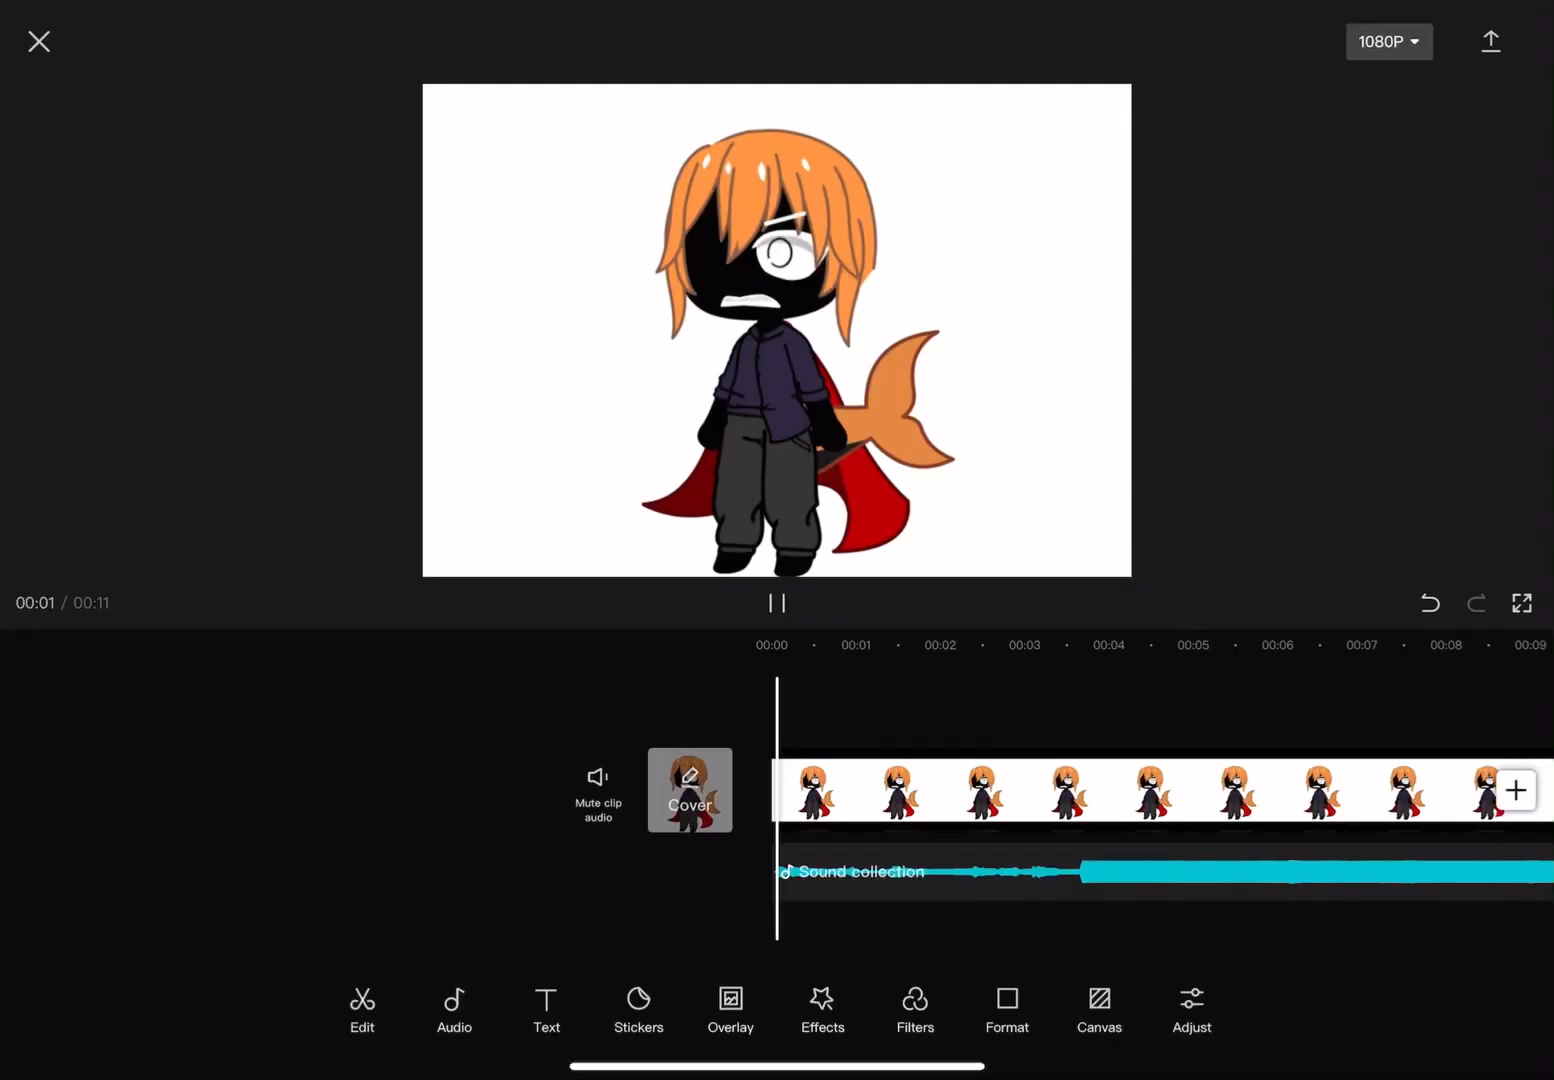 1080P
00:01 / 00:11
00:00 00:01 00:02 00:03 00:04 00:05 00:06 00:07 00:08 00:09
Mute clip
audio
Cover
Sound collection
Edit Audio Text Stickers Overlay Effects Filters Format Canvas Adjust